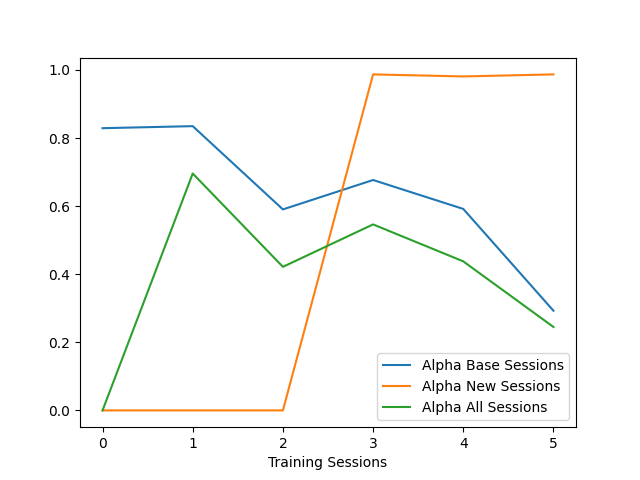 1.0
0.8
0.6
0.4
0.2
0.0
Alpha Base Sessions
Alpha New Sessions
Alpha All Sessions
0 1 2 3 4 5
Training Sessions